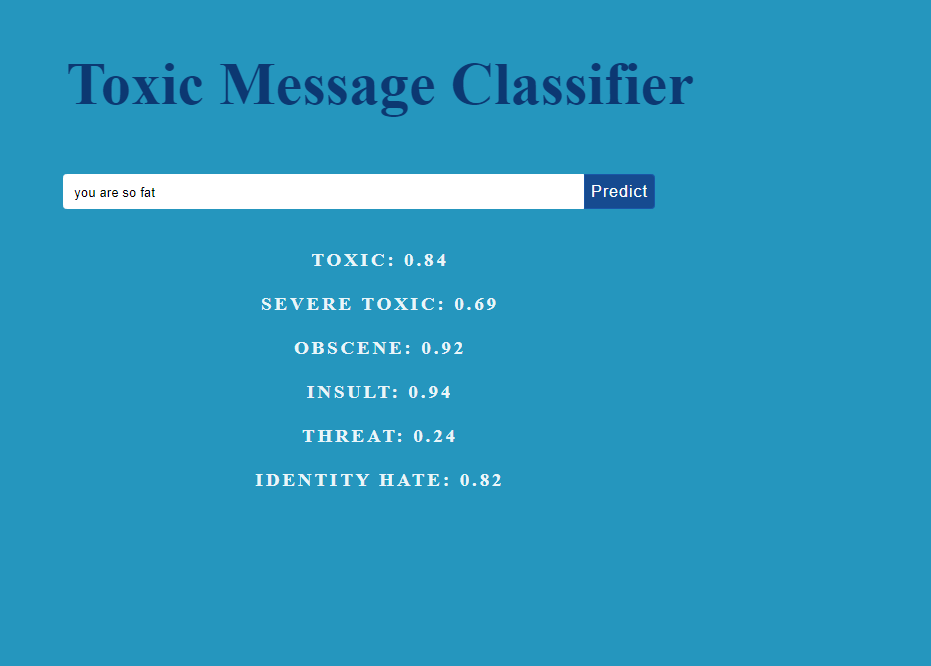 Toxic Message Classifier
you are so fat
Predict
TOXIC: 0.84
SEVERE TOXIC: 0.69
OBSCENE: 0.92
INSULT: 0.94
THREAT: 0.24
IDENTITY HATE: 0.82